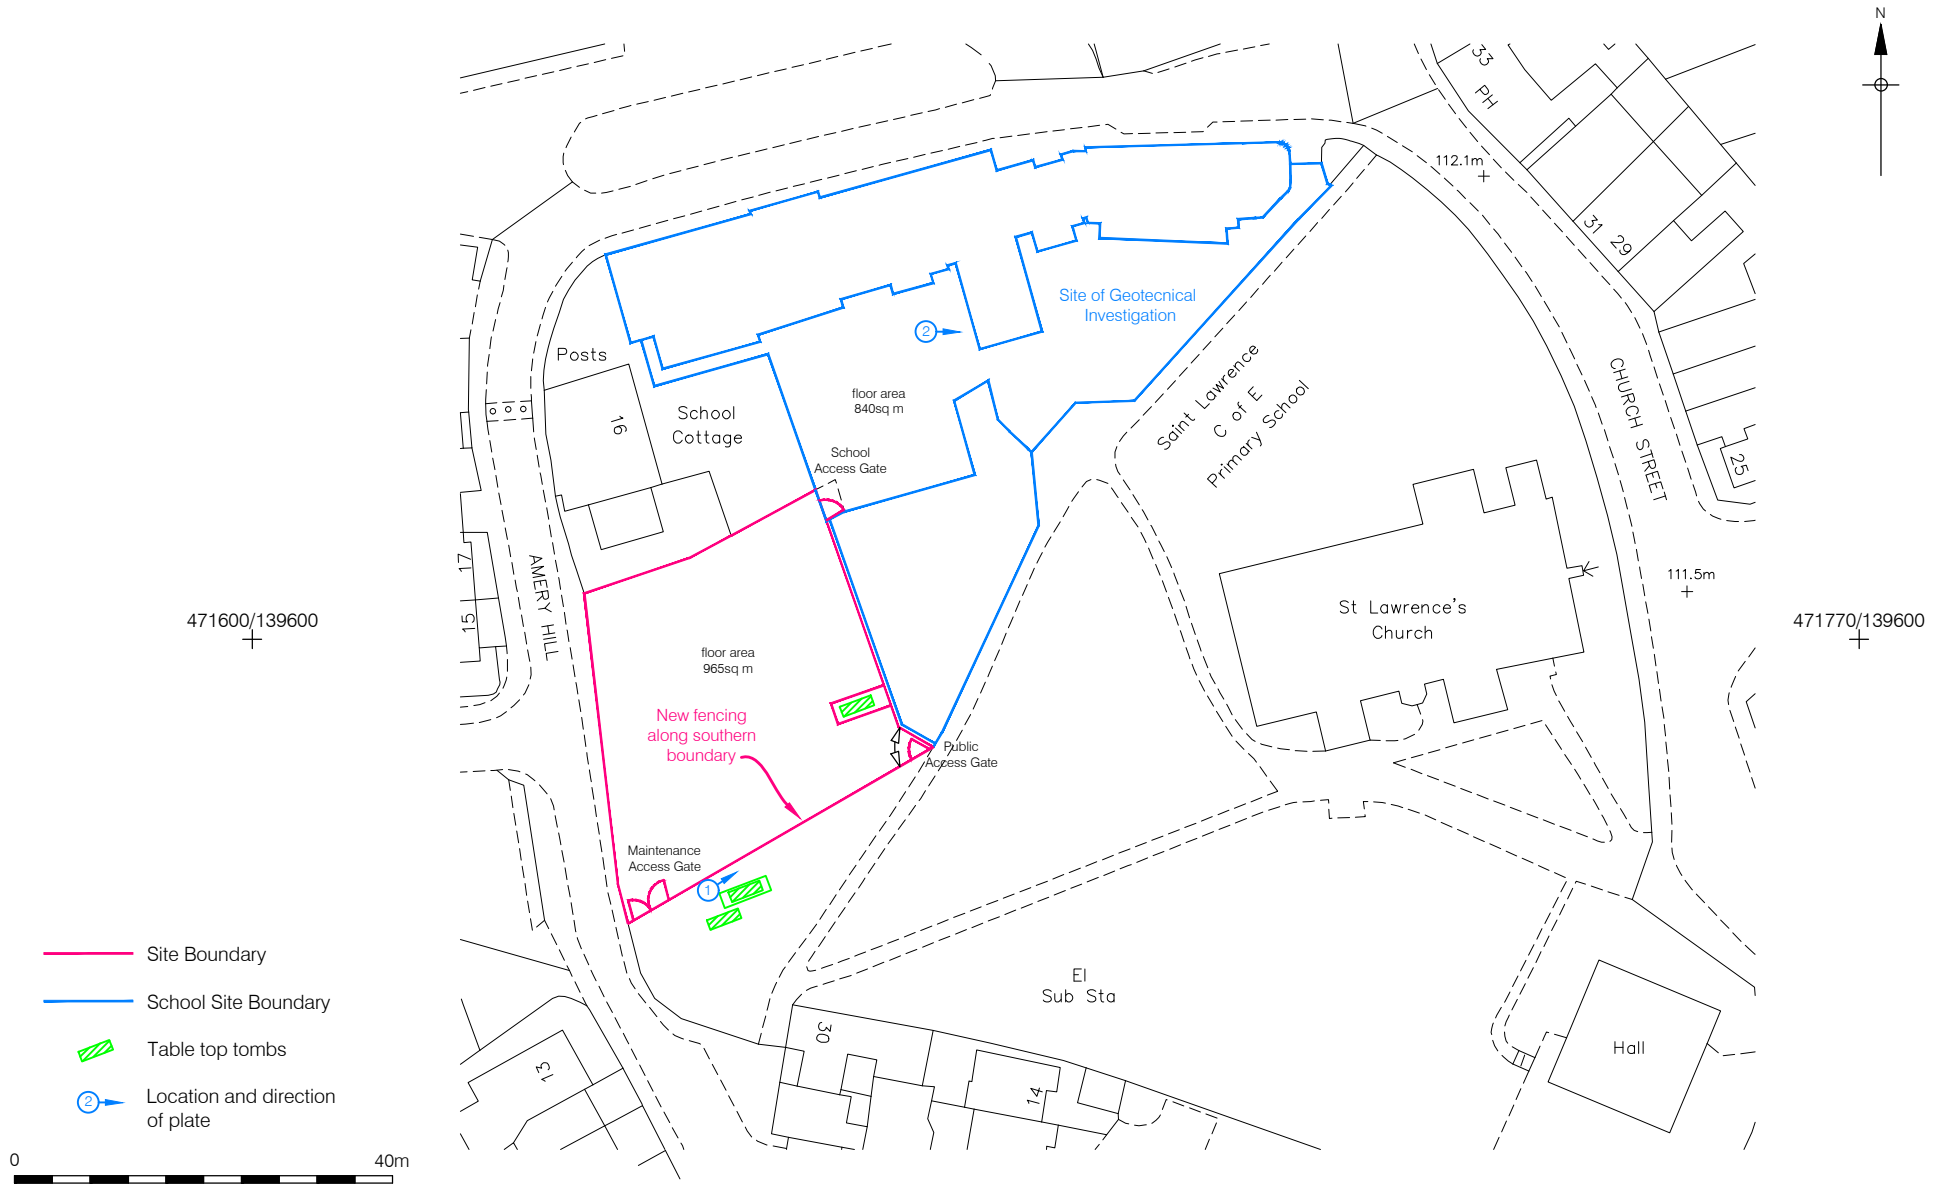 N
33
PH
112.1m
31
29
Site of Geotecnical
Investigation
2
Posts
floor area
840sq m
16
School
Cottage
School
Access Gate
Saint Lawrence
C of E
Primary School
CHURCH STREET
25
17
AMERY HILL
15
471600/139600
111.5m
St Lawrence's
Church
471770/139600
floor area
965sq m
New fencing
along southern
boundary
Public
Access Gate
Maintenance
Access Gate
1
Site Boundary
School Site Boundary
Table top tombs
2
Location and direction
of plate
El
Sub Sta
30
13
14
Hall
0
40m